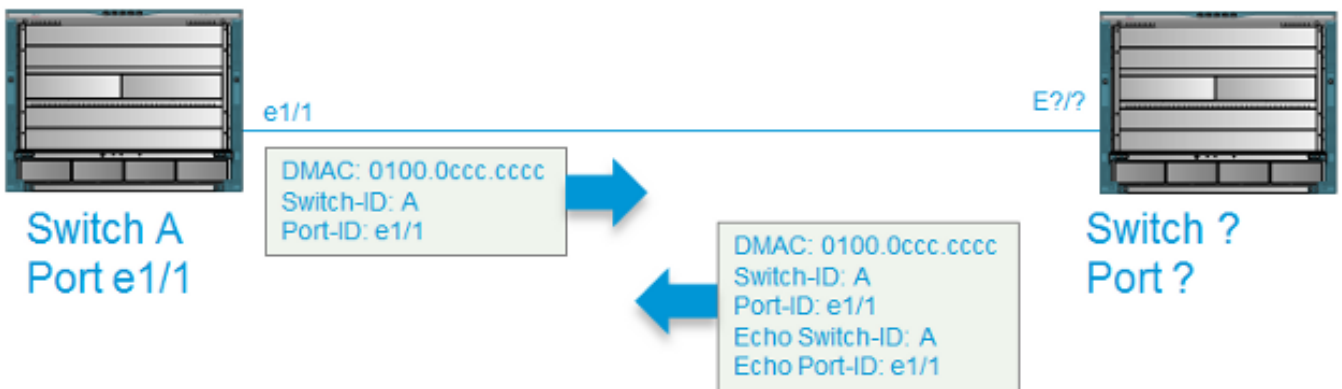 e1/1
E?/?
DMAC: 0100.0ccc.cccc
Switch-ID: A
Port-ID: e1/1
Switch A
Port e1/1
DMAC: 0100.0ccc.cccc
Switch-ID: A
Port-ID: e1/1
Echo Switch-ID: A
Echo Port-ID: e1/1
Switch ?
Port ?